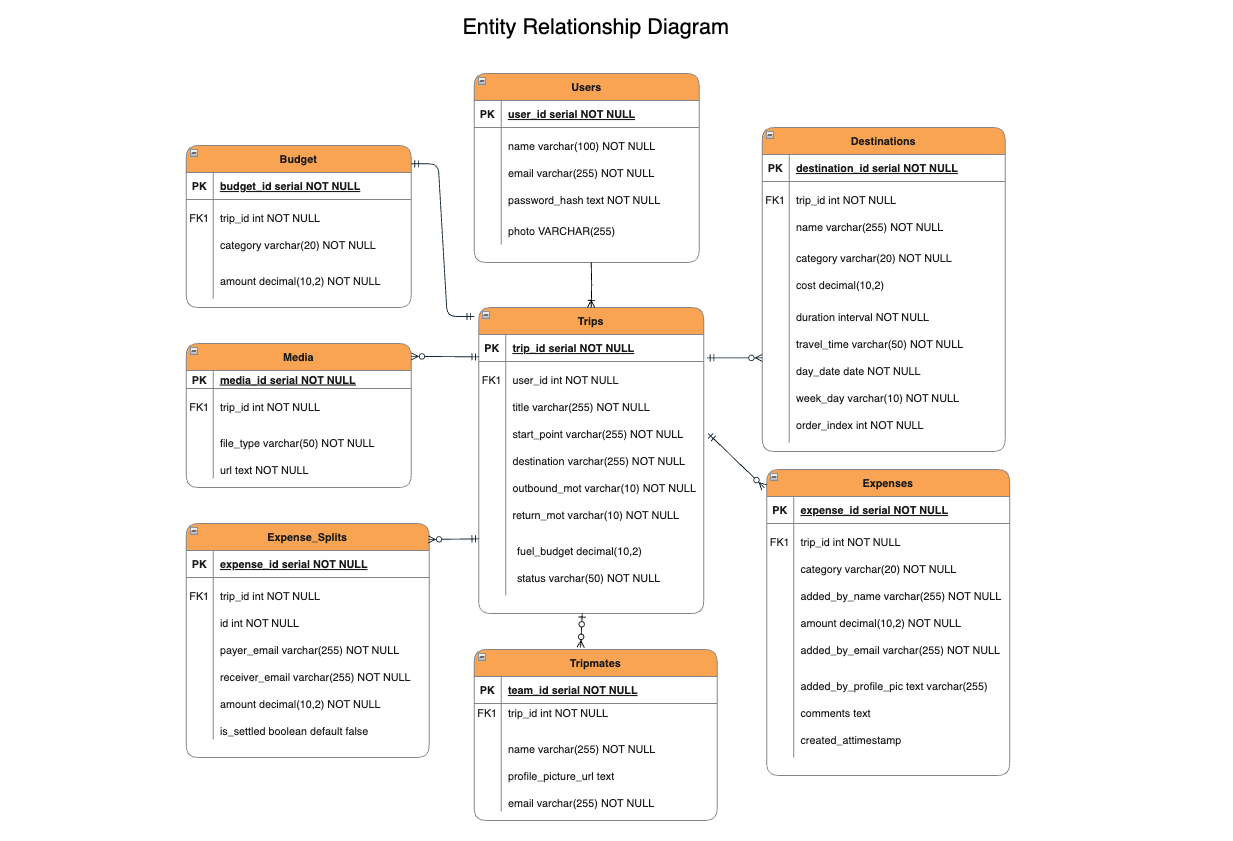 Entity Relationship Diagram
Users
PK user_id serial NOT NULL
name varchar(100) NOT NULL
email varchar(255) NOT NULL
password_hash text NOT NULL
photo VARCHAR(255)
Budget
PK budget_id serial NOT NULL
FK1 trip_id int NOT NULL
category varchar(20) NOT NULL
amount decimal(10,2) NOT NULL
Destinations
PK destination_id serial NOT NULL
FK1 trip_id int NOT NULL
name varchar(255) NOT NULL
category varchar(20) NOT NULL
cost decimal(10,2)
duration interval NOT NULL
travel_time varchar(50) NOT NULL
day_date date NOT NULL
week_day varchar(10) NOT NULL
order_index int NOT NULL
Media
PK media_id serial NOT NULL
FK1 trip_id int NOT NULL
file_type varchar(50) NOT NULL
url text NOT NULL
Trips
PK trip_id serial NOT NULL
FK1 user_id int NOT NULL
title varchar(255) NOT NULL
start_point varchar(255) NOT NULL
destination varchar(255) NOT NULL
outbound_mot varchar(10) NOT NULL
return_mot varchar(10) NOT NULL
fuel_budget decimal(10,2)
status varchar(50) NOT NULL
Expense_Splits
PK expense_id serial NOT NULL
FK1 trip_id int NOT NULL
id int NOT NULL
payer_email varchar(255) NOT NULL
receiver_email varchar(255) NOT NULL
amount decimal(10,2) NOT NULL
is_settled boolean default false
Expenses
PK expense_id serial NOT NULL
FK1 trip_id int NOT NULL
category varchar(20) NOT NULL
added_by_name varchar(255) NOT NULL
amount decimal(10,2) NOT NULL
added_by_email varchar(255) NOT NULL
added_by_profile_pic text varchar(255)
comments text
created_attimestamp
Tripmates
PK team_id serial NOT NULL
FK1 trip_id int NOT NULL
name varchar(255) NOT NULL
profile_picture_url text
email varchar(255) NOT NULL